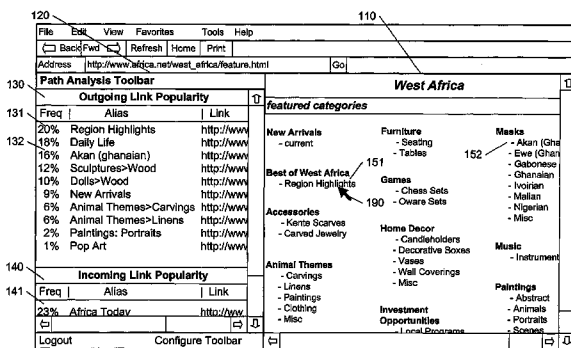 120
110
File Edit View Favorites Tools Help
Back Fwd Refresh Home Print
Address http://www.africa.net/west_africa/feature.html Go
Path Analysis Toolbar
130
Outgoing Link Popularity
131
Freq | Alias | Link
20% Region Highlights http://www
132
18% Daily Life http://www
16% Akan (ghanaian) http://www
12% Sculptures>Wood http://www
10% Dolls>Wood http://www
9% New Arrivals http://www
6% Animal Themes>Carvings http://www
6% Animal Themes>Linens http://www
2% Paintings: Portraits http://www
1% Pop Art http://www
140
Incoming Link Popularity
141
Freq | Alias | Link
23% Africa Today http://ww
Logout Configure Toolbar
West Africa
featured categories
New Arrivals
- current
Best of West Africa
- Region Highlights
151
190
Accessories
- Kente Scarves
- Carved Jewelry
Animal Themes
- Carvings
- Linens
- Paintings
- Clothing
- Misc
Furniture
- Seating
- Tables
Games
- Chess Sets
- Oware Sets
Home Decor
- Candleholders
- Decorative Boxes
- Vases
- Wall Coverings
- Misc
Investment
Opportunities
- Local Programs
Masks
152
- Akan (Gha
- Ewe (Ghan
- Gabonese
- Ghanaian
- Ivoirian
- Malian
- Nigerian
- Misc
Music
- Instrument
Paintings
- Abstract
- Animals
- Portraits
- Scenes